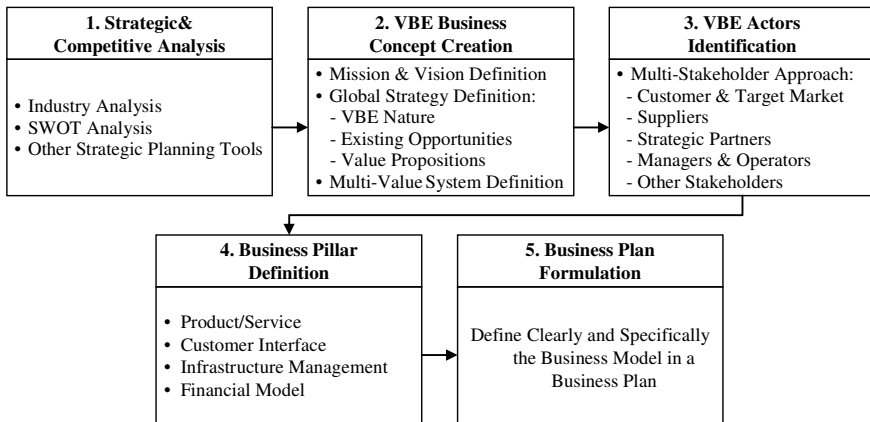 1. Strategic&
Competitive Analysis
• Industry Analysis
• SWOT Analysis
• Other Strategic Planning Tools
2. VBE Business
Concept Creation
• Mission & Vision Definition
• Global Strategy Definition:
- VBE Nature
- Existing Opportunities
- Value Propositions
• Multi-Value System Definition
3. VBE Actors
Identification
• Multi-Stakeholder Approach:
- Customer & Target Market
- Suppliers
- Strategic Partners
- Managers & Operators
- Other Stakeholders
4. Business Pillar
Definition
• Product/Service
• Customer Interface
• Infrastructure Management
• Financial Model
5. Business Plan
Formulation
Define Clearly and Specifically
the Business Model in a
Business Plan